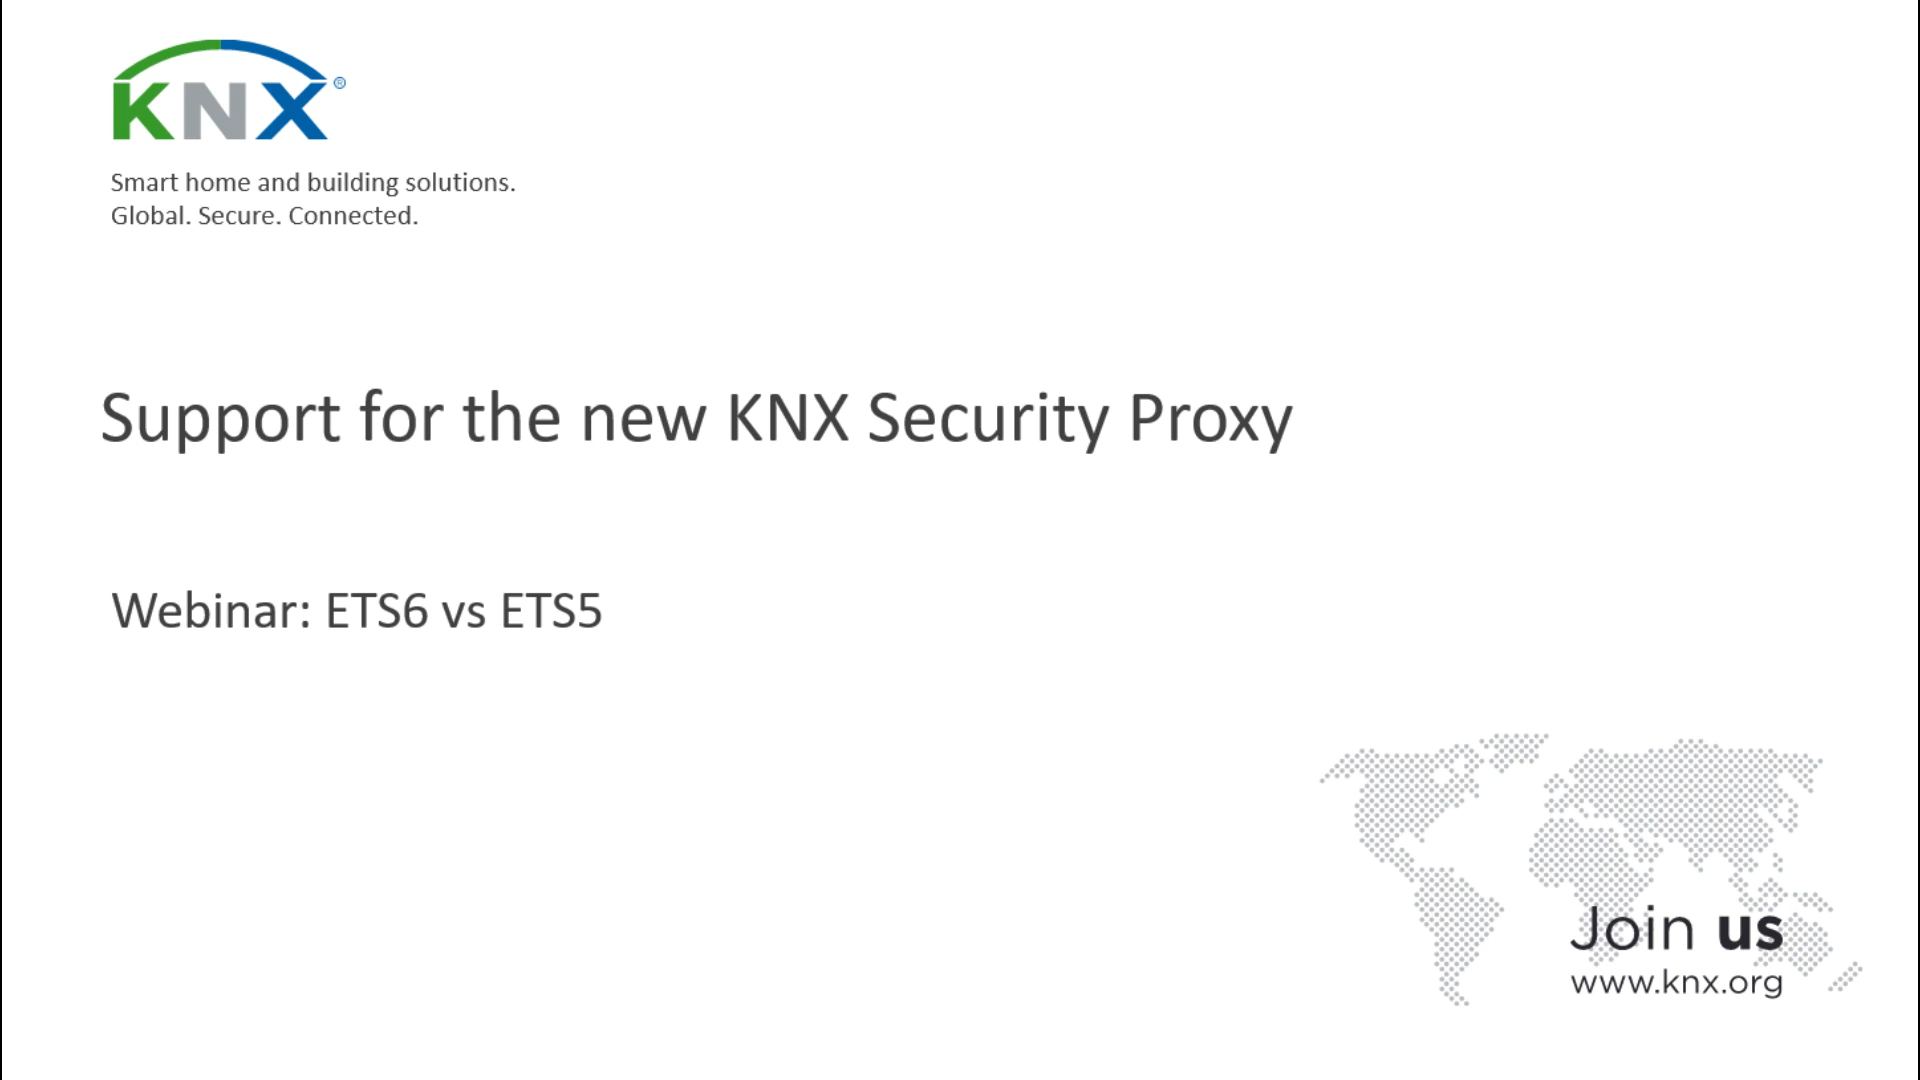 KNX®
Smart home and building solutions.
Global. Secure. Connected.
Support for the new KNX Security Proxy
Webinar: ETS6 vs ETS5
Join us
www.knx.org